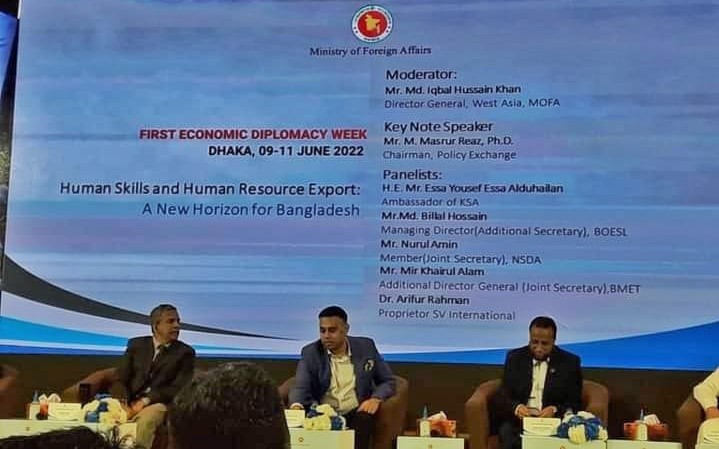 Ministry of Foreign Affairs
FIRST ECONOMIC DIPLOMACY WEEK
DHAKA, 09-11 JUNE 2022
Human Skills and Human Resource Export:
A New Horizon for Bangladesh
Moderator:
Mr. Md. Iqbal Hussain Khan
Director General, West Asia, MOFA
Key Note Speaker
Mr. M. Masrur Reaz, Ph.D.
Chairman, Policy Exchange
Panelists:
H.E. Mr. Essa Yousef Essa Alduhailan
Ambassador of KSA
Mr.Md. Billal Hossain
Managing Director(Additional Secretary), BOESL
Mr. Nurul Amin
Member(Joint Secretary), NSDA
Mr. Mir Khairul Alam
Additional Director General (Joint Secretary),BMET
Dr. Arifur Rahman
Proprietor SV International